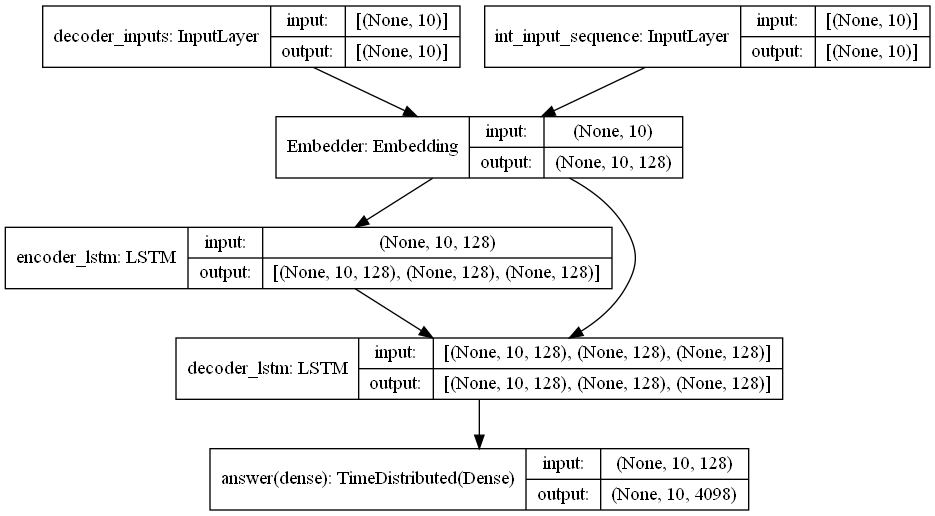 decoder_inputs: InputLayer
input: [(None, 10)]
output: [(None, 10)]
int_input_sequence: InputLayer
input: [(None, 10)]
output: [(None, 10)]
Embedder: Embedding
input: (None, 10)
output: (None, 10, 128)
encoder_lstm: LSTM
input: (None, 10, 128)
output: [(None, 10, 128), (None, 128), (None, 128)]
decoder_lstm: LSTM
input: [(None, 10, 128), (None, 128), (None, 128)]
output: [(None, 10, 128), (None, 128), (None, 128)]
answer(dense): TimeDistributed(Dense)
input: (None, 10, 128)
output: (None, 10, 4098)